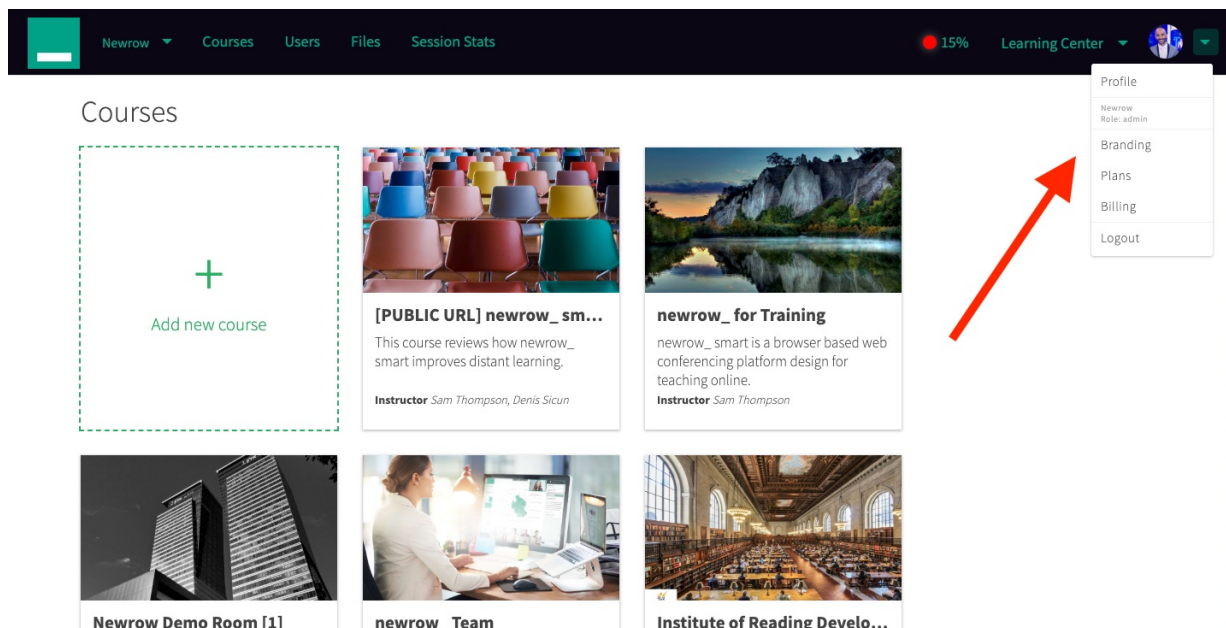 Newrow Courses Users Files Session Stats 15% Learning Center
Profile
Newrow
Role: admin
Branding
Plans
Billing
Logout
Courses
Add new course
[PUBLIC URL] newrow_ sm...
This course reviews how newrow_
smart improves distant learning.
Instructor Sam Thompson, Denis Sicun
newrow_ for Training
newrow_ smart is a browser based web
conferencing platform design for
teaching online.
Instructor Sam Thompson
Newrow Demo Room [1]
newrow_ Team
Institute of Reading Develo...